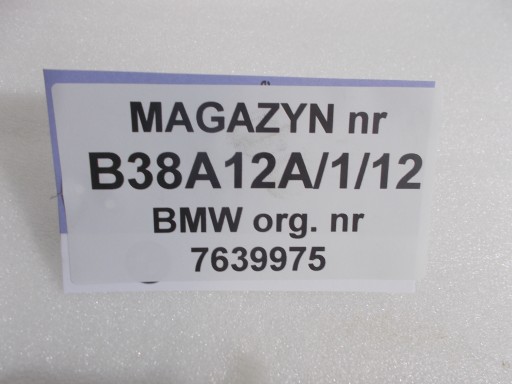 MAGAZYN nr
B38A12A/1/12
BMW org. nr
7639975